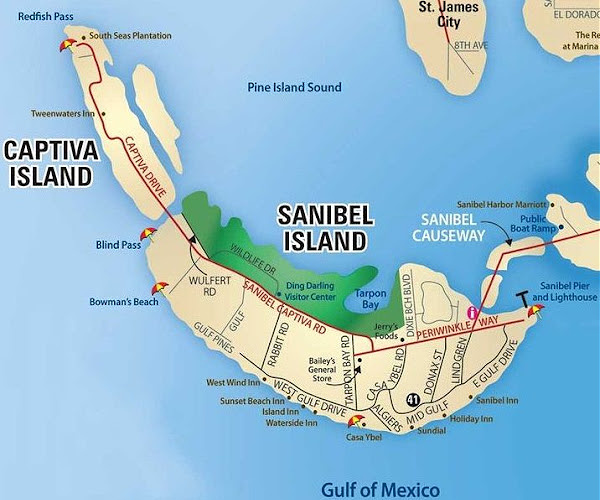 Redfish Pass
South Seas Plantation
St. James
City
8TH AVE
EL DORADO
The Re
at Marina
Pine Island Sound
Tweenwaters Inn
CAPTIVA
ISLAND
CAPTIVA DRIVE
SANIBEL
ISLAND
SANIBEL
CAUSEWAY
Sanibel Harbor Marriott
Public
Boat Ramp
Blind Pass
WILDLIFE DR
WULFERT
RD
Ding Darling
Visitor Center
Tarpon
Bay
Sanibel Pier
and Lighthouse
Bowman's Beach
SANIBEL CAPTIVA RD
DIXIE BCH BLVD
i
T
Jerry's
Foods
PERIWINKLE WAY
GULF PINES
GULF
RABBIT RD
TARPON BAY RD
Bailey's
General
Store
CASA YBEL RD
DONAX ST
LINDGREN
E GULF DRIVE
West Wind Inn
WEST GULF DRIVE
ALGIERS
MID GULF
41
Sanibel Inn
Sunset Beach Inn
Island Inn
Waterside Inn
Casa Ybel
Sundial
Holiday Inn
Gulf of Mexico